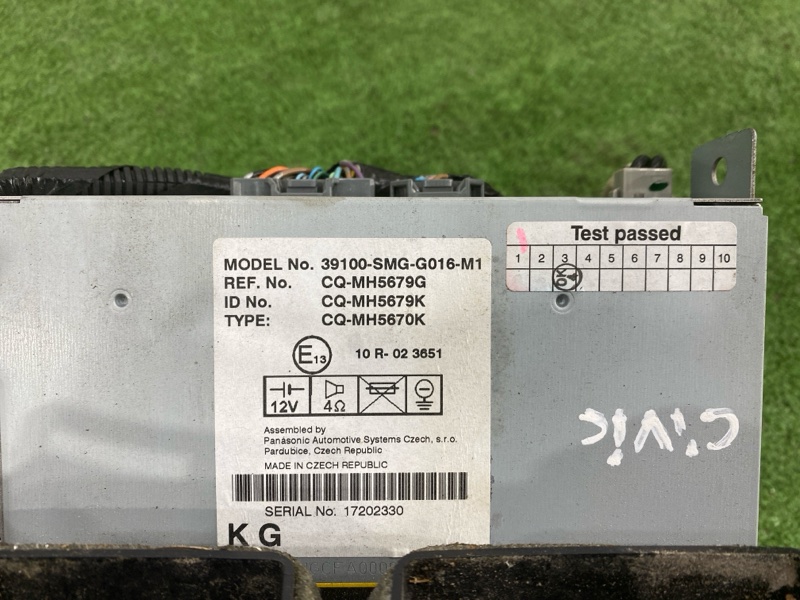 MODEL No. 39100-SMG-G016-M1
REF. No. CQ-MH5679G
ID No. CQ-MH5679K
TYPE: CQ-MH5670K
E13 10 R- 02 3651
12V 4Ω
Assembled by
Panasonic Automotive Systems Czech, s.r.o.
Pardubice, Czech Republic
MADE IN CZECH REPUBLIC
SERIAL No: 17202330
K G
Test passed
1 2 3 4 5 6 7 8 9 10
OK
Civic